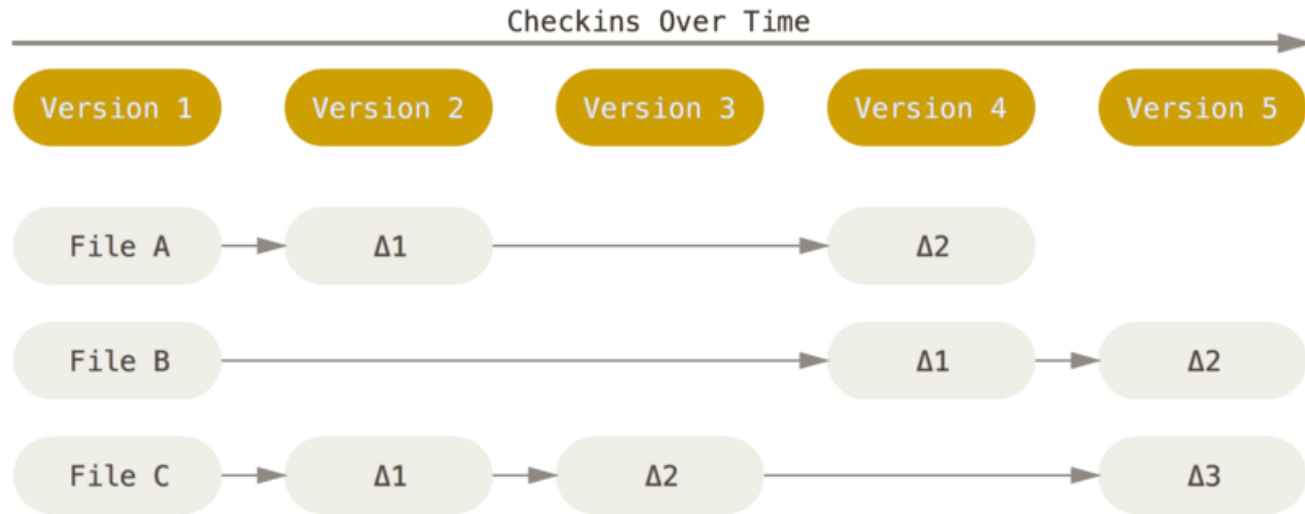 Checkins Over Time
Version 1 Version 2 Version 3 Version 4 Version 5
File A Δ1 Δ2
File B Δ1 Δ2
File C Δ1 Δ2 Δ3